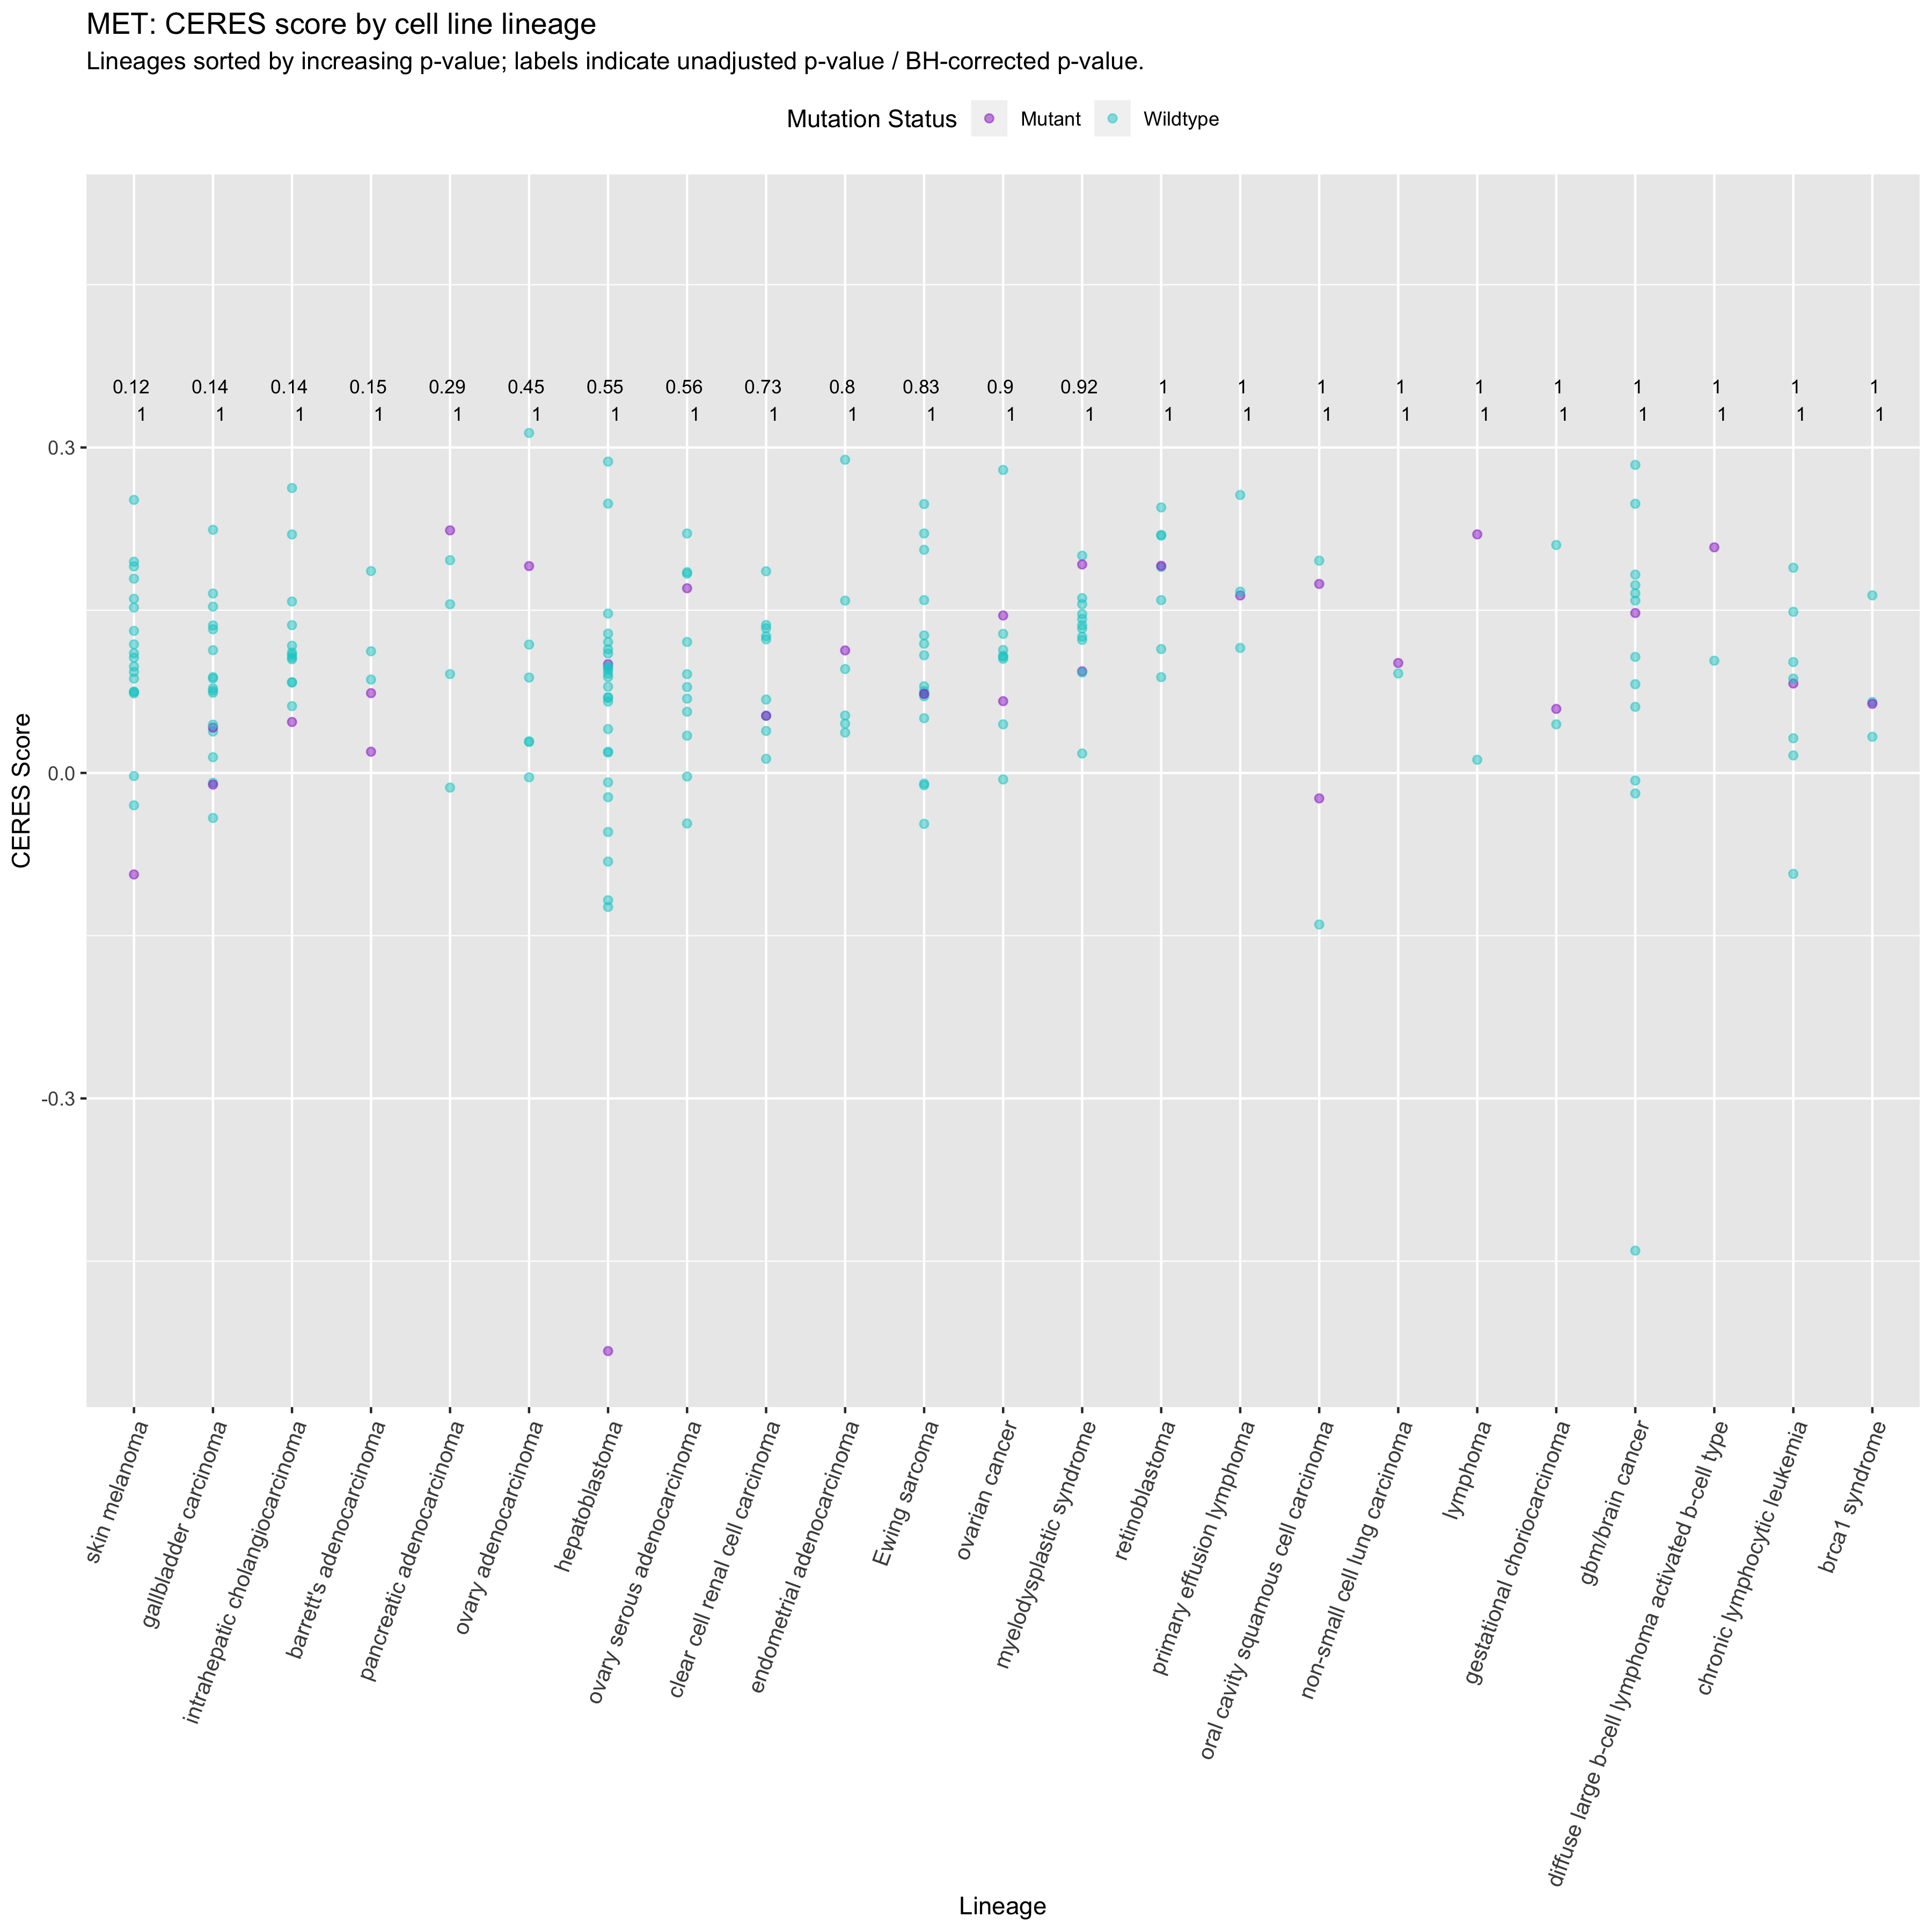 MET: CERES score by cell line lineage
Lineages sorted by increasing p-value; labels indicate unadjusted p-value / BH-corrected p-value.
Mutation Status Mutant Wildtype
0.12 0.14 0.14 0.15 0.29 0.45 0.55 0.56 0.73 0.8 0.83 0.9 0.92 1 1 1 1 1 1 1 1 1 1
1 1 1 1 1 1 1 1 1 1 1 1 1 1 1 1 1 1 1 1 1 1 1
0.3
0.0
-0.3
CERES Score
skin melanoma
gallbladder carcinoma
intrahepatic cholangiocarcinoma
barrett's adenocarcinoma
pancreatic adenocarcinoma
ovary adenocarcinoma
hepatoblastoma
ovary serous adenocarcinoma
clear cell renal cell carcinoma
endometrial adenocarcinoma
Ewing sarcoma
ovarian cancer
myelodysplastic syndrome
retinoblastoma
primary effusion lymphoma
oral cavity squamous cell carcinoma
non-small cell lung carcinoma
lymphoma
gestational choriocarcinoma
gbm/brain cancer
diffuse large b-cell lymphoma activated b-cell type
chronic lymphocytic leukemia
brca1 syndrome
Lineage